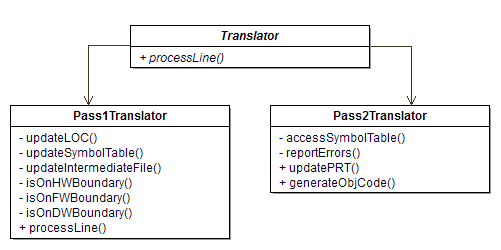 Translator
+ processLine()
Pass1Translator
- updateLOC()
- updateSymbolTable()
- updateIntermediateFile()
- isOnHWBoundary()
- isOnFWBoundary()
- isOnDWBoundary()
+ processLine()
Pass2Translator
- accessSymbolTable()
- reportErrors()
+ updatePRT()
+ generateObjCode()